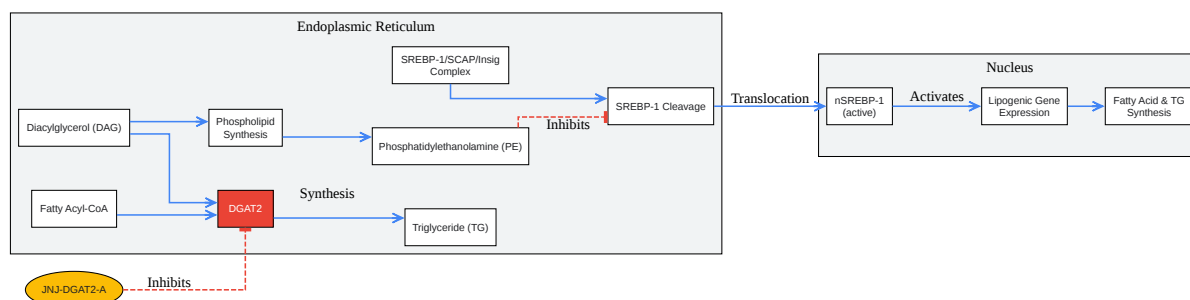 Endoplasmic Reticulum
SREBP-1/SCAP/Insig
Complex
Nucleus
SREBP-1 Cleavage
Translocation
nSREBP-1
(active)
Activates
Lipogenic Gene
Expression
Fatty Acid & TG
Synthesis
Diacylglycerol (DAG)
Phospholipid
Synthesis
Inhibits
Phosphatidylethanolamine (PE)
Fatty Acyl-CoA
DGAT2
Synthesis
Triglyceride (TG)
JNJ-DGAT2-A
Inhibits